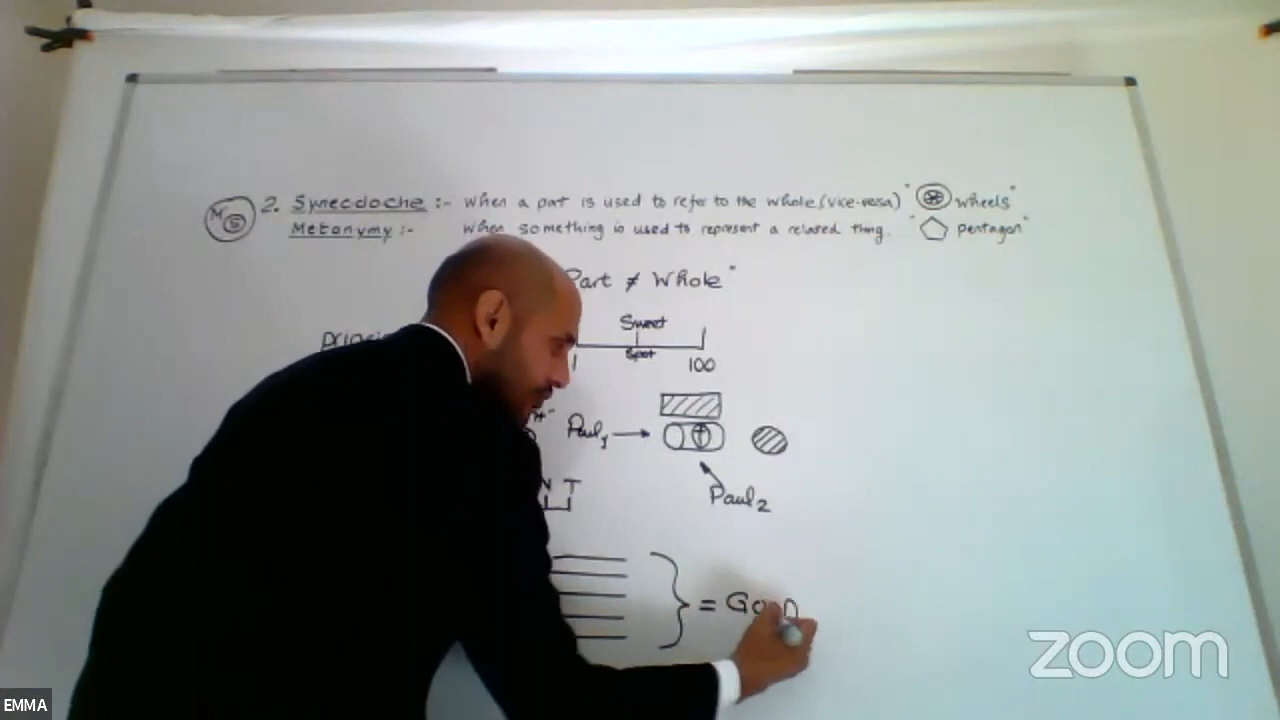 M S 2. Synecdoche :- When a part is used to refer to the whole (vice-versa) " wheels"
Metonymy :- When something is used to represent a related thing. " pentagon"
Part ≠ Whole"
Sweet
Spot
1 100
Paul1
N T
Paul2
= Good
EMMA
zoom